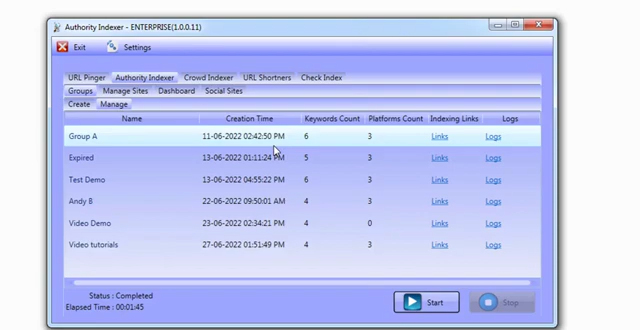 Authority Indexer - ENTERPRISE(1.0.0.11)
Exit Settings
URL Pinger Authority Indexer Crowd Indexer URL Shortners Check Index
Groups Manage Sites Dashboard Social Sites
Create Manage
Name Creation Time Keywords Count Platforms Count Indexing Links Logs
Group A 11-06-2022 02:42:50 PM 6 3 Links Logs
Expired 13-06-2022 01:11:24 PM 5 3 Links Logs
Test Demo 13-06-2022 04:55:22 PM 6 3 Links Logs
Andy B 22-06-2022 09:50:01 AM 4 3 Links Logs
Video Demo 23-06-2022 02:34:21 PM 4 0 Links Logs
Video tutorials 27-06-2022 01:51:49 PM 4 3 Links Logs
Status : Completed
Elapsed Time : 00:01:45
Start Stop